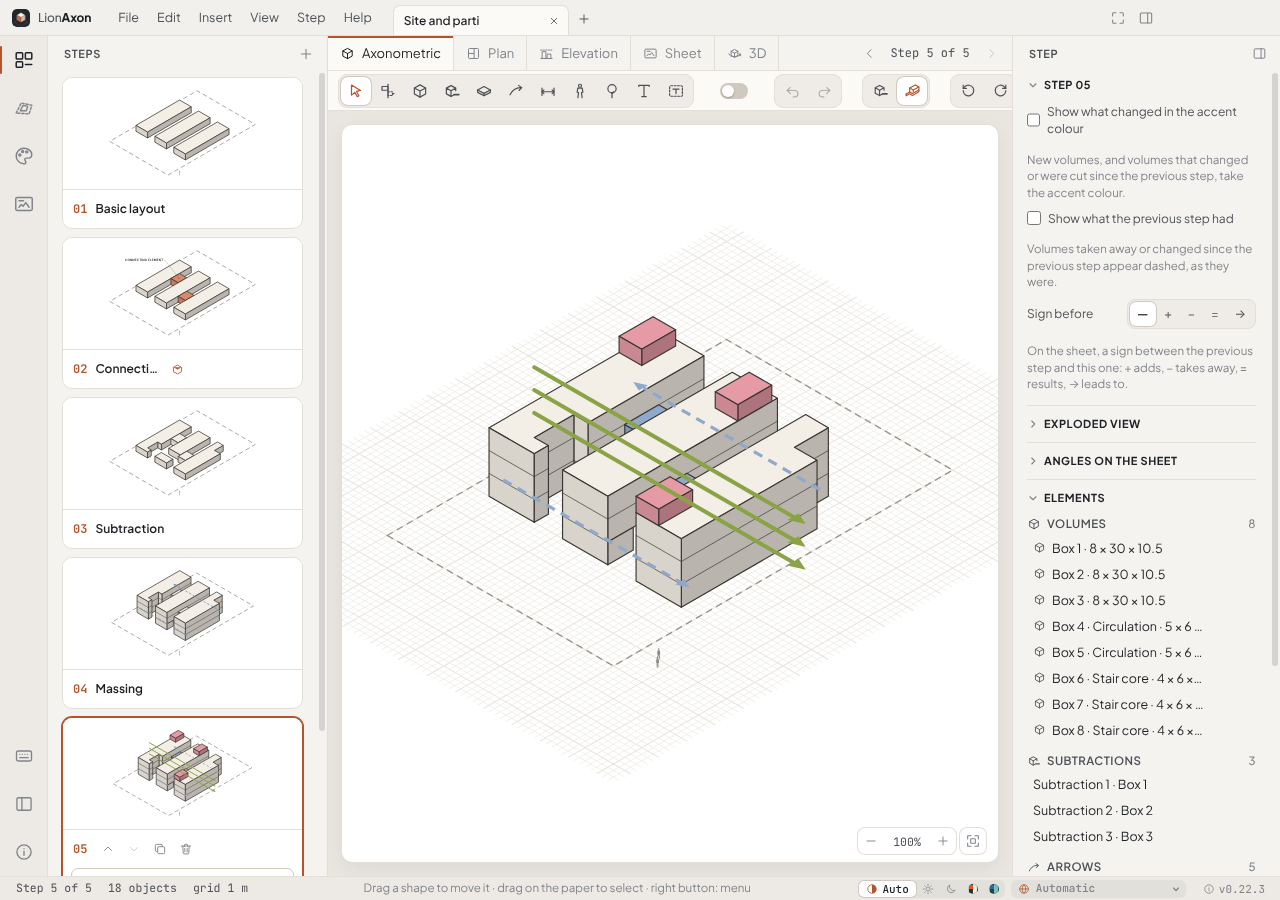 LionAxon File Edit Insert View Step Help Site and parti
STEPS
Axonometric Plan Elevation Sheet 3D Step 5 of 5
STEP
01 Basic layout
CONNECTING ELEMENT
02 Connecti…
03 Subtraction
04 Massing
05
100%
STEP 05
Show what changed in the accent
colour
New volumes, and volumes that changed
or were cut since the previous step, take
the accent colour.
Show what the previous step had
Volumes taken away or changed since the
previous step appear dashed, as they
were.
Sign before — + − = →
On the sheet, a sign between the previous
step and this one: + adds, − takes away, =
results, → leads to.
EXPLODED VIEW
ANGLES ON THE SHEET
ELEMENTS
VOLUMES 8
Box 1 · 8 × 30 × 10.5
Box 2 · 8 × 30 × 10.5
Box 3 · 8 × 30 × 10.5
Box 4 · Circulation · 5 × 6 …
Box 5 · Circulation · 5 × 6 …
Box 6 · Stair core · 4 × 6 ×…
Box 7 · Stair core · 4 × 6 ×…
Box 8 · Stair core · 4 × 6 ×…
SUBTRACTIONS 3
Subtraction 1 · Box 1
Subtraction 2 · Box 2
Subtraction 3 · Box 3
ARROWS 5
Step 5 of 5 18 objects grid 1 m Drag a shape to move it · drag on the paper to select · right button: menu Auto Automatic v0.22.3